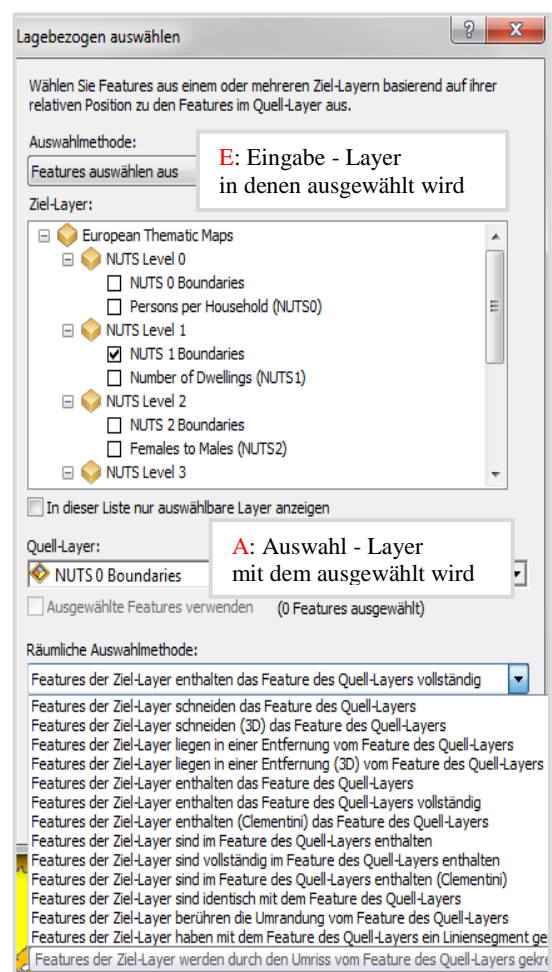 Lagebezogen auswählen
Wählen Sie Features aus einem oder mehreren Ziel-Layern basierend auf ihrer
relativen Position zu den Features im Quell-Layer aus.
Auswahlmethode:
Features auswählen aus
E: Eingabe - Layer
in denen ausgewählt wird
Ziel-Layer:
European Thematic Maps
NUTS Level 0
NUTS 0 Boundaries
Persons per Household (NUTS0)
NUTS Level 1
NUTS 1 Boundaries
Number of Dwellings (NUTS1)
NUTS Level 2
NUTS 2 Boundaries
Females to Males (NUTS2)
NUTS Level 3
In dieser Liste nur auswählbare Layer anzeigen
Quell-Layer:
A: Auswahl - Layer
mit dem ausgewählt wird
NUTS 0 Boundaries
Ausgewählte Features verwenden (0 Features ausgewählt)
Räumliche Auswahlmethode:
Features der Ziel-Layer enthalten das Feature des Quell-Layers vollständig
Features der Ziel-Layer schneiden das Feature des Quell-Layers
Features der Ziel-Layer schneiden (3D) das Feature des Quell-Layers
Features der Ziel-Layer liegen in einer Entfernung vom Feature des Quell-Layers
Features der Ziel-Layer liegen in einer Entfernung (3D) vom Feature des Quell-Layers
Features der Ziel-Layer enthalten das Feature des Quell-Layers
Features der Ziel-Layer enthalten das Feature des Quell-Layers vollständig
Features der Ziel-Layer enthalten (Clementini) das Feature des Quell-Layers
Features der Ziel-Layer sind im Feature des Quell-Layers enthalten
Features der Ziel-Layer sind vollständig im Feature des Quell-Layers enthalten
Features der Ziel-Layer sind im Feature des Quell-Layers enthalten (Clementini)
Features der Ziel-Layer sind identisch mit dem Feature des Quell-Layers
Features der Ziel-Layer berühren die Umrandung vom Feature des Quell-Layers
Features der Ziel-Layer haben mit dem Feature des Quell-Layers ein Liniensegment ge
Features der Ziel-Layer werden durch den Umriss vom Feature des Quell-Layers gekre